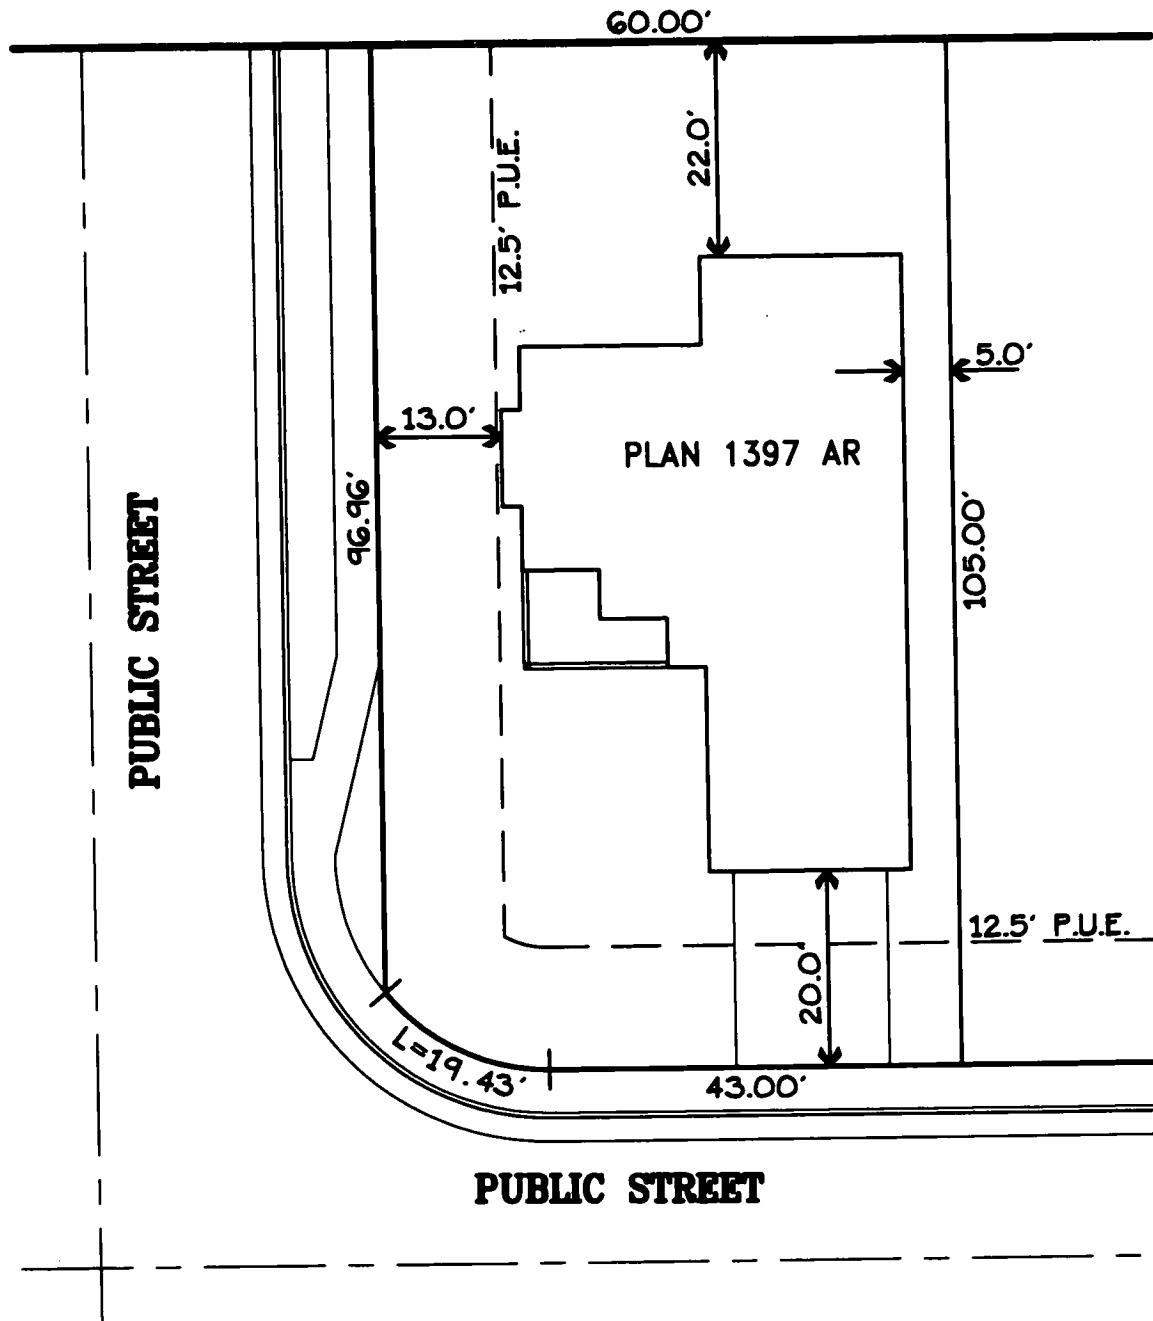 60.00'
22.0'
12.5' P.U.E.
5.0'
13.0'
PLAN 1397 AR
96.96'
105.00'
PUBLIC STREET
12.5' P.U.E.
20.0'
L=19.43'
43.00'
PUBLIC STREET